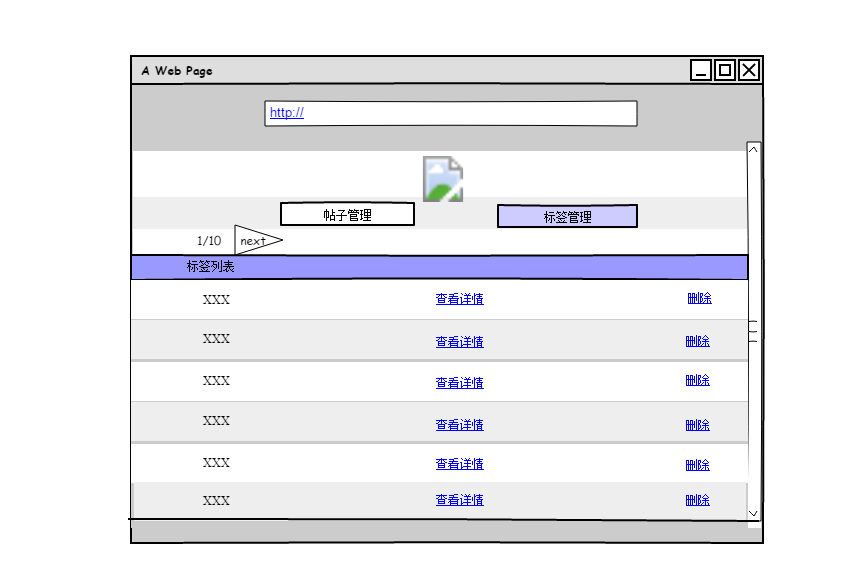 A Web Page
http://
帖子管理
标签管理
1/10 next
标签列表
XXX 查看详情 删除
XXX 查看详情 删除
XXX 查看详情 删除
XXX 查看详情 删除
XXX 查看详情 删除
XXX 查看详情 删除